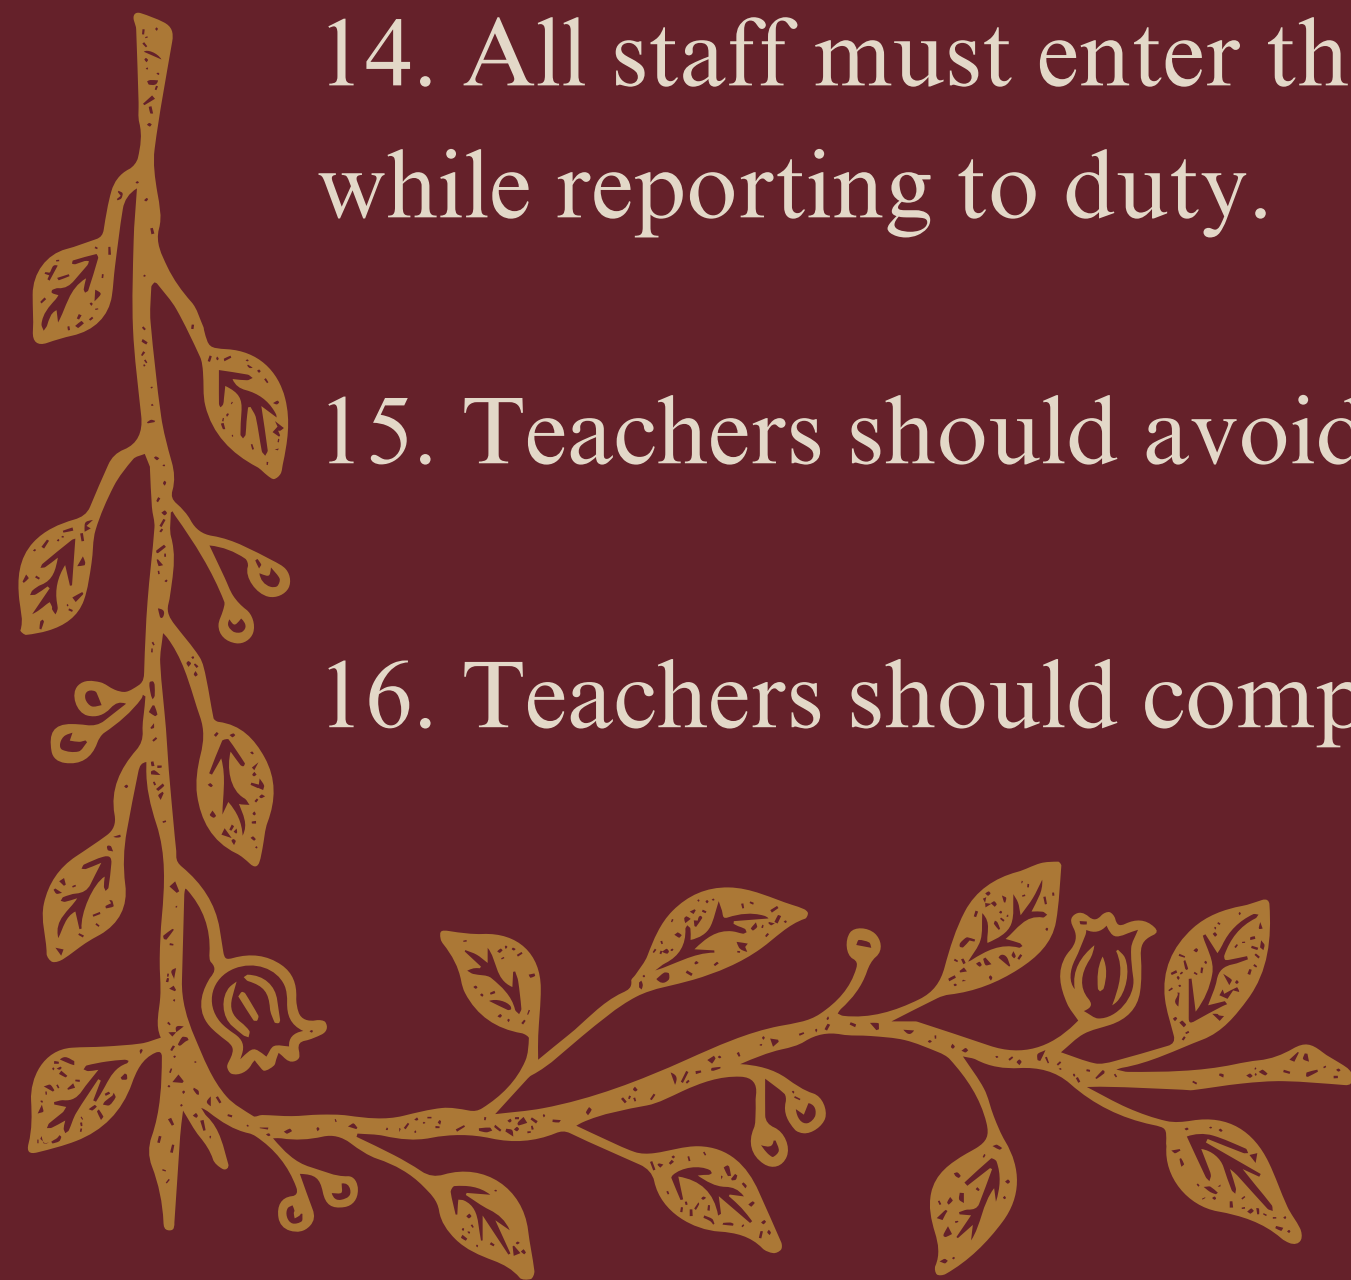 14. All staff must enter th
while reporting to duty.
15. Teachers should avoid
16. Teachers should comp